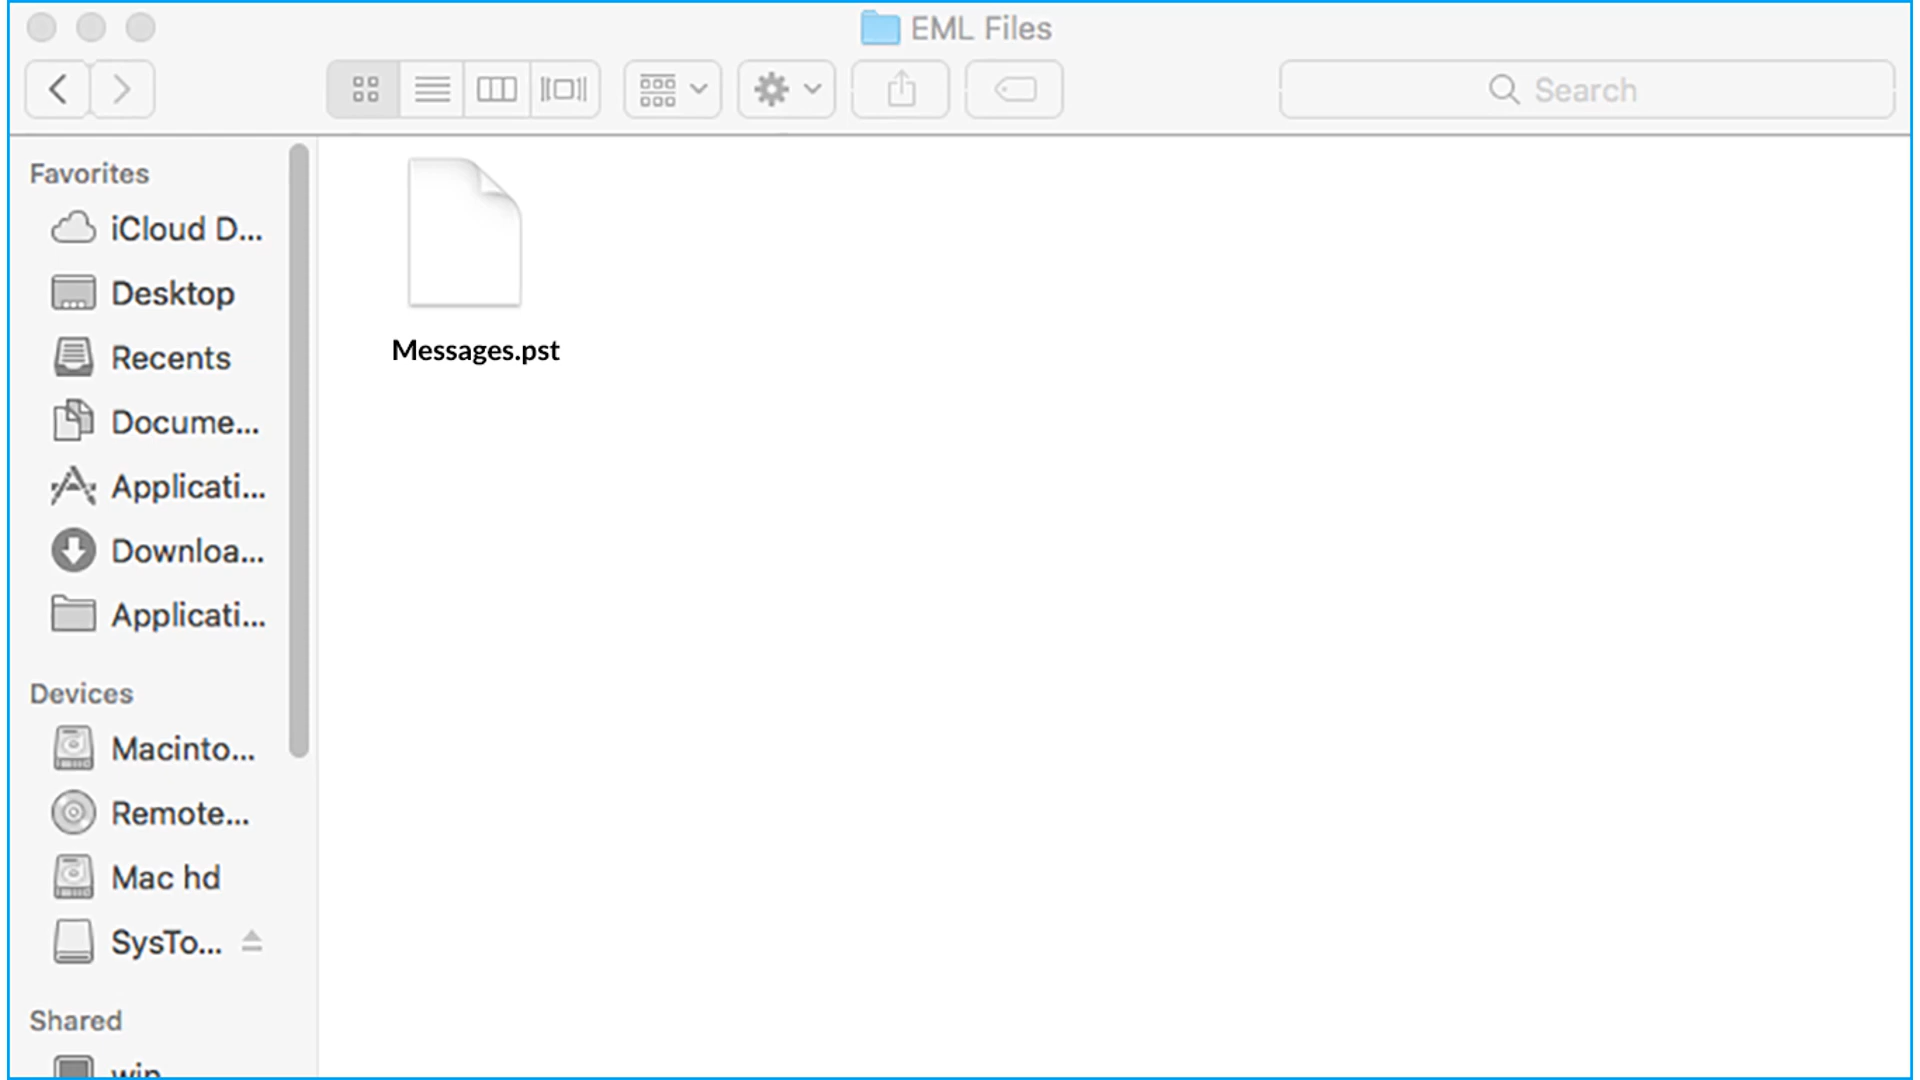 EML Files
Search
Favorites
iCloud D...
Desktop
Recents
Docume...
Applicati...
Downloa...
Applicati...
Devices
Macinto...
Remote...
Mac hd
SysTo...
Shared
win
Messages.pst